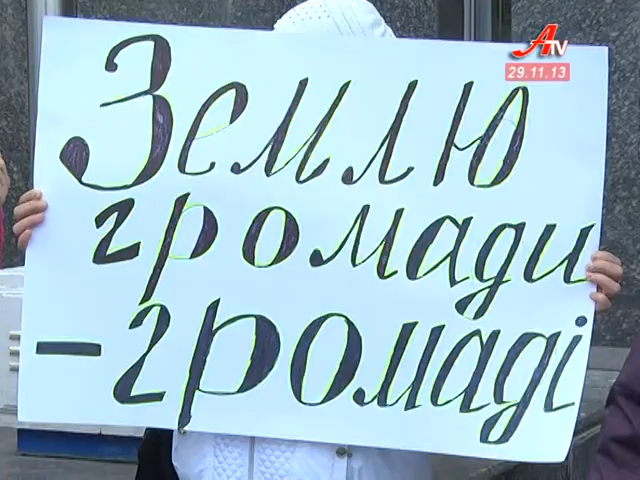 ATV
29.11.13
Землю
громади
- громаді